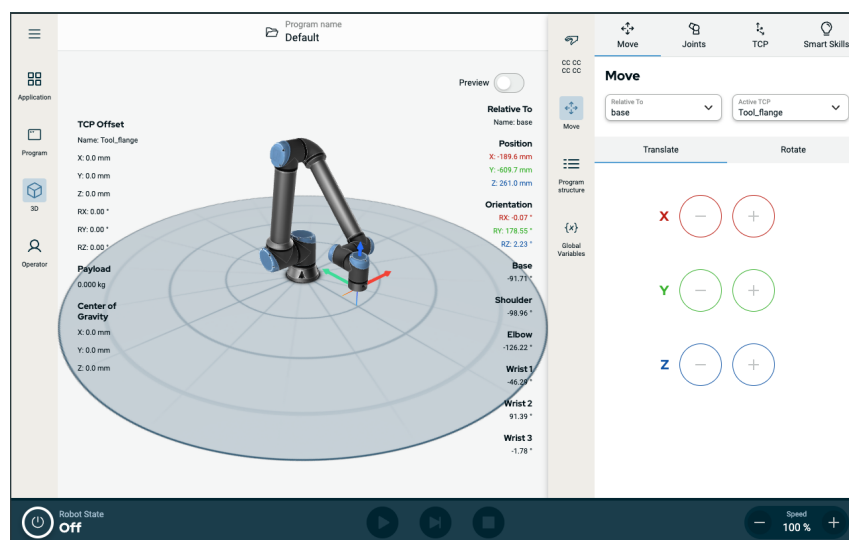 Program name
Default
Application
Program
3D
Operator
TCP Offset
Name: Tool_flange
X: 0.0 mm
Y: 0.0 mm
Z: 0.0 mm
RX: 0.00 °
RY: 0.00 °
RZ: 0.00 °
Payload
0.000 kg
Center of
Gravity
X: 0.0 mm
Y: 0.0 mm
Z: 0.0 mm
Preview
Relative To
Name: base
Position
X: -189.6 mm
Y: -609.7 mm
Z: 261.0 mm
Orientation
RX: -0.07 °
RY: 178.55 °
RZ: 2.23 °
Base
-91.71 °
Shoulder
-98.96 °
Elbow
-126.22 °
Wrist 1
-46.29 °
Wrist 2
91.39 °
Wrist 3
-1.78 °
CC CC
CC CC
Move
Program
structure
{x}
Global
Variables
Move
Joints
TCP
Smart Skills
Move
Relative To
base
Active TCP
Tool_flange
Translate
Rotate
X − +
Y − +
Z − +
Robot State
Off
Speed
− 100 % +